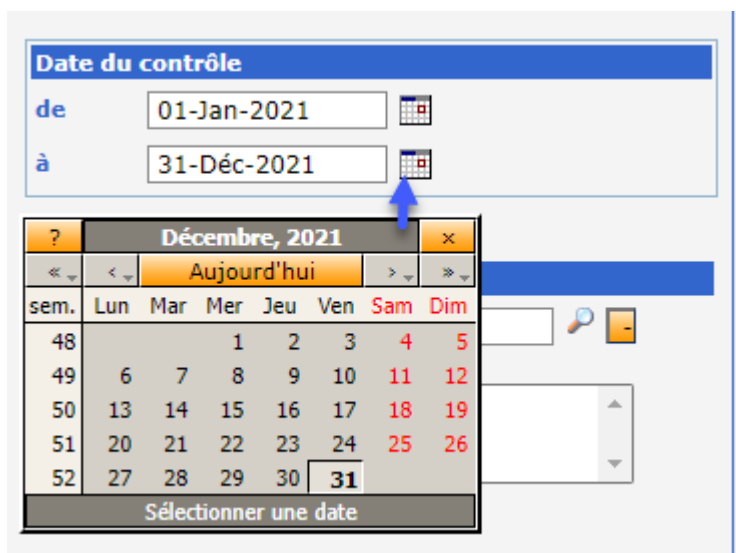 Date du contrôle
de 01-Jan-2021
à 31-Déc-2021
? Décembre, 2021 ×
« ‹ Aujourd'hui › »
sem. Lun Mar Mer Jeu Ven Sam Dim
48 1 2 3 4 5
49 6 7 8 9 10 11 12
50 13 14 15 16 17 18 19
51 20 21 22 23 24 25 26
52 27 28 29 30 31
Sélectionner une date